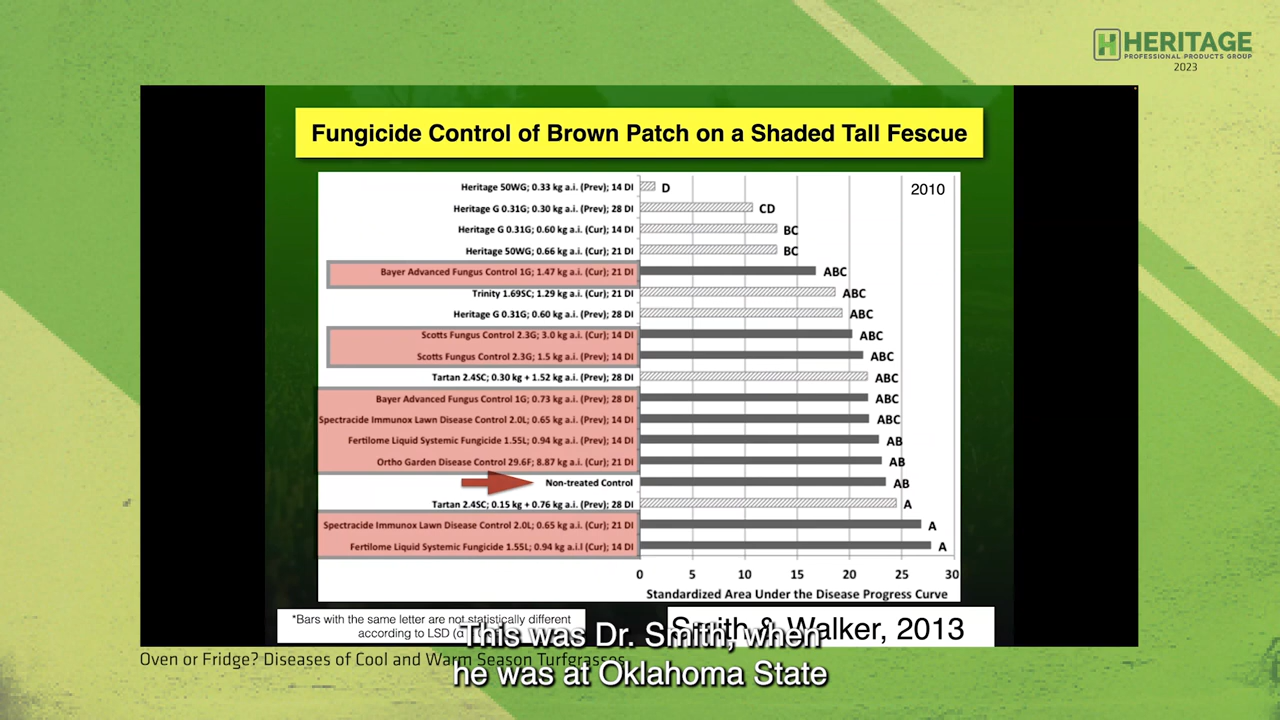 HERITAGE
PROFESSIONAL PRODUCTS GROUP
2023
Fungicide Control of Brown Patch on a Shaded Tall Fescue
2010
Heritage 50WG; 0.33 kg a.i. (Prev); 14 DI D
Heritage G 0.31G; 0.30 kg a.i. (Prev); 28 DI CD
Heritage G 0.31G; 0.60 kg a.i. (Cur); 14 DI BC
Heritage 50WG; 0.66 kg a.i. (Cur); 21 DI BC
Bayer Advanced Fungus Control 1G; 1.47 kg a.i. (Cur); 21 DI ABC
Trinity 1.69SC; 1.29 kg a.i. (Cur); 21 DI ABC
Heritage G 0.31G; 0.60 kg a.i. (Prev); 28 DI ABC
Scotts Fungus Control 2.3G; 3.0 kg a.i. (Cur); 14 DI ABC
Scotts Fungus Control 2.3G; 1.5 kg a.i. (Prev); 14 DI ABC
Tartan 2.4SC; 0.30 kg + 1.52 kg a.i. (Prev); 28 DI ABC
Bayer Advanced Fungus Control 1G; 0.73 kg a.i. (Prev); 28 DI ABC
Spectracide Immunox Lawn Disease Control 2.0L; 0.65 kg a.i. (Prev); 14 DI ABC
Fertilome Liquid Systemic Fungicide 1.55L; 0.94 kg a.i. (Prev); 14 DI AB
Ortho Garden Disease Control 29.6F; 8.87 kg a.i. (Cur); 21 DI AB
Non-treated Control AB
Tartan 2.4SC; 0.15 kg + 0.76 kg a.i. (Prev); 28 DI A
Spectracide Immunox Lawn Disease Control 2.0L; 0.65 kg a.i. (Cur); 21 DI A
Fertilome Liquid Systemic Fungicide 1.55L; 0.94 kg a.i.l (Cur); 14 DI A
0 5 10 15 20 25 30
Standardized Area Under the Disease Progress Curve
*Bars with the same letter are not statistically different
according to LSD (α
Smith & Walker, 2013
This was Dr. Smith, when
he was at Oklahoma State
Oven or Fridge? Diseases of Cool and Warm Season Turfgrasses